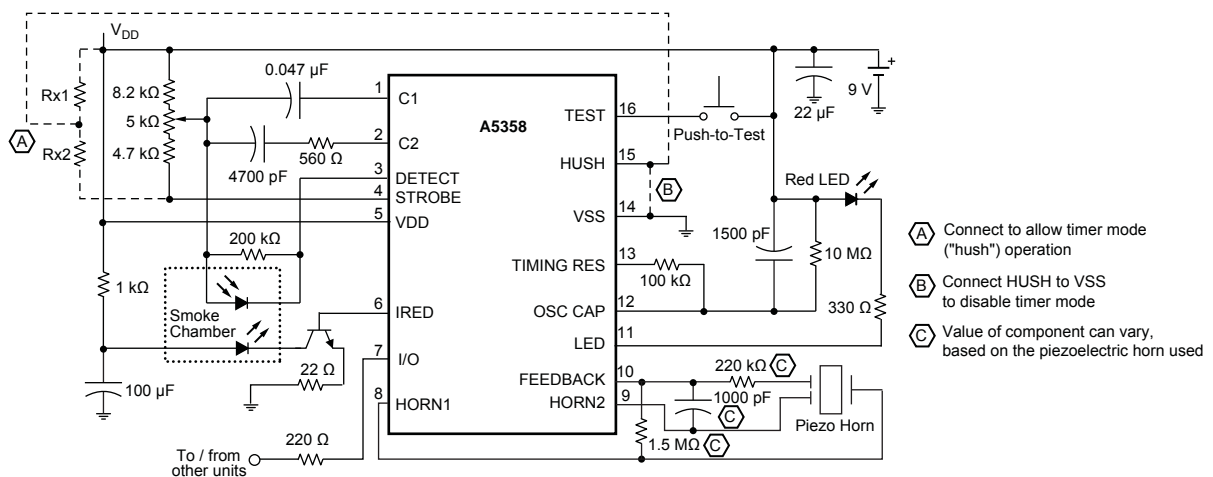 V_DD
0.047 µF
Rx1
8.2 kΩ
5 kΩ
A
Rx2
4.7 kΩ
4700 pF
560 Ω
1
C1
2
C2
3
DETECT
4
STROBE
5
VDD
A5358
TEST
16
Push-to-Test
22 µF
+
9 V
HUSH
15
B
VSS
14
Red LED
1500 pF
10 MΩ
TIMING RES
13
100 kΩ
OSC CAP
12
330 Ω
LED
11
200 kΩ
1 kΩ
Smoke
Chamber
6
IRED
7
I/O
22 Ω
8
HORN1
100 µF
220 Ω
To / from
other units
FEEDBACK
10
220 kΩ C
HORN2
9
1000 pF
C
1.5 MΩ C
Piezo Horn
A Connect to allow timer mode
("hush") operation
B Connect HUSH to VSS
to disable timer mode
C Value of component can vary,
based on the piezoelectric horn used